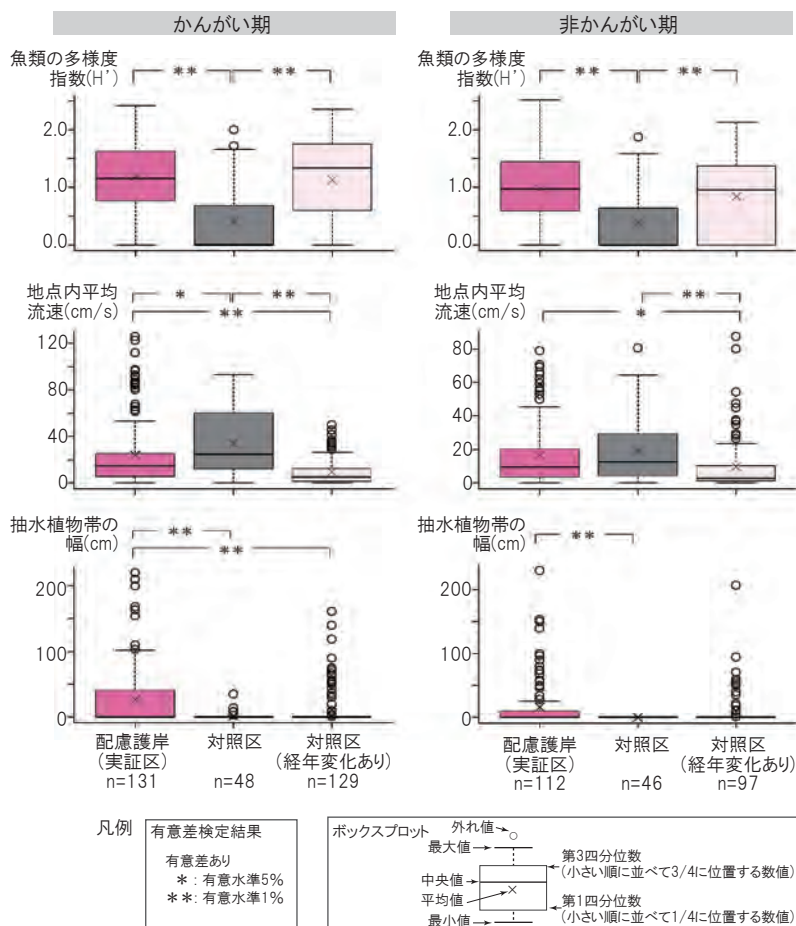 かんがい期
非かんがい期
魚類の多様度
指数(H’)
** **
2.0
1.0
0.0
魚類の多様度
指数(H’)
** **
2.0
1.0
0.0
地点内平均
流速(cm/s)
* **
**
120
80
40
0
地点内平均
流速(cm/s)
**
*
80
60
40
20
0
抽水植物帯の
幅(cm)
**
**
200
100
0
抽水植物帯の
幅(cm)
**
200
100
0
配慮護岸 対照区 対照区
(実証区) (経年変化あり)
n=131 n=48 n=129
配慮護岸 対照区 対照区
(実証区) (経年変化あり)
n=112 n=46 n=97
凡例
有意差検定結果
有意差あり
*:有意水準5%
**:有意水準1%
ボックスプロット
外れ値
最大値
中央値
平均値
最小値
第3四分位数
(小さい順に並べて3/4に位置する数値)
第1四分位数
(小さい順に並べて1/4に位置する数値)